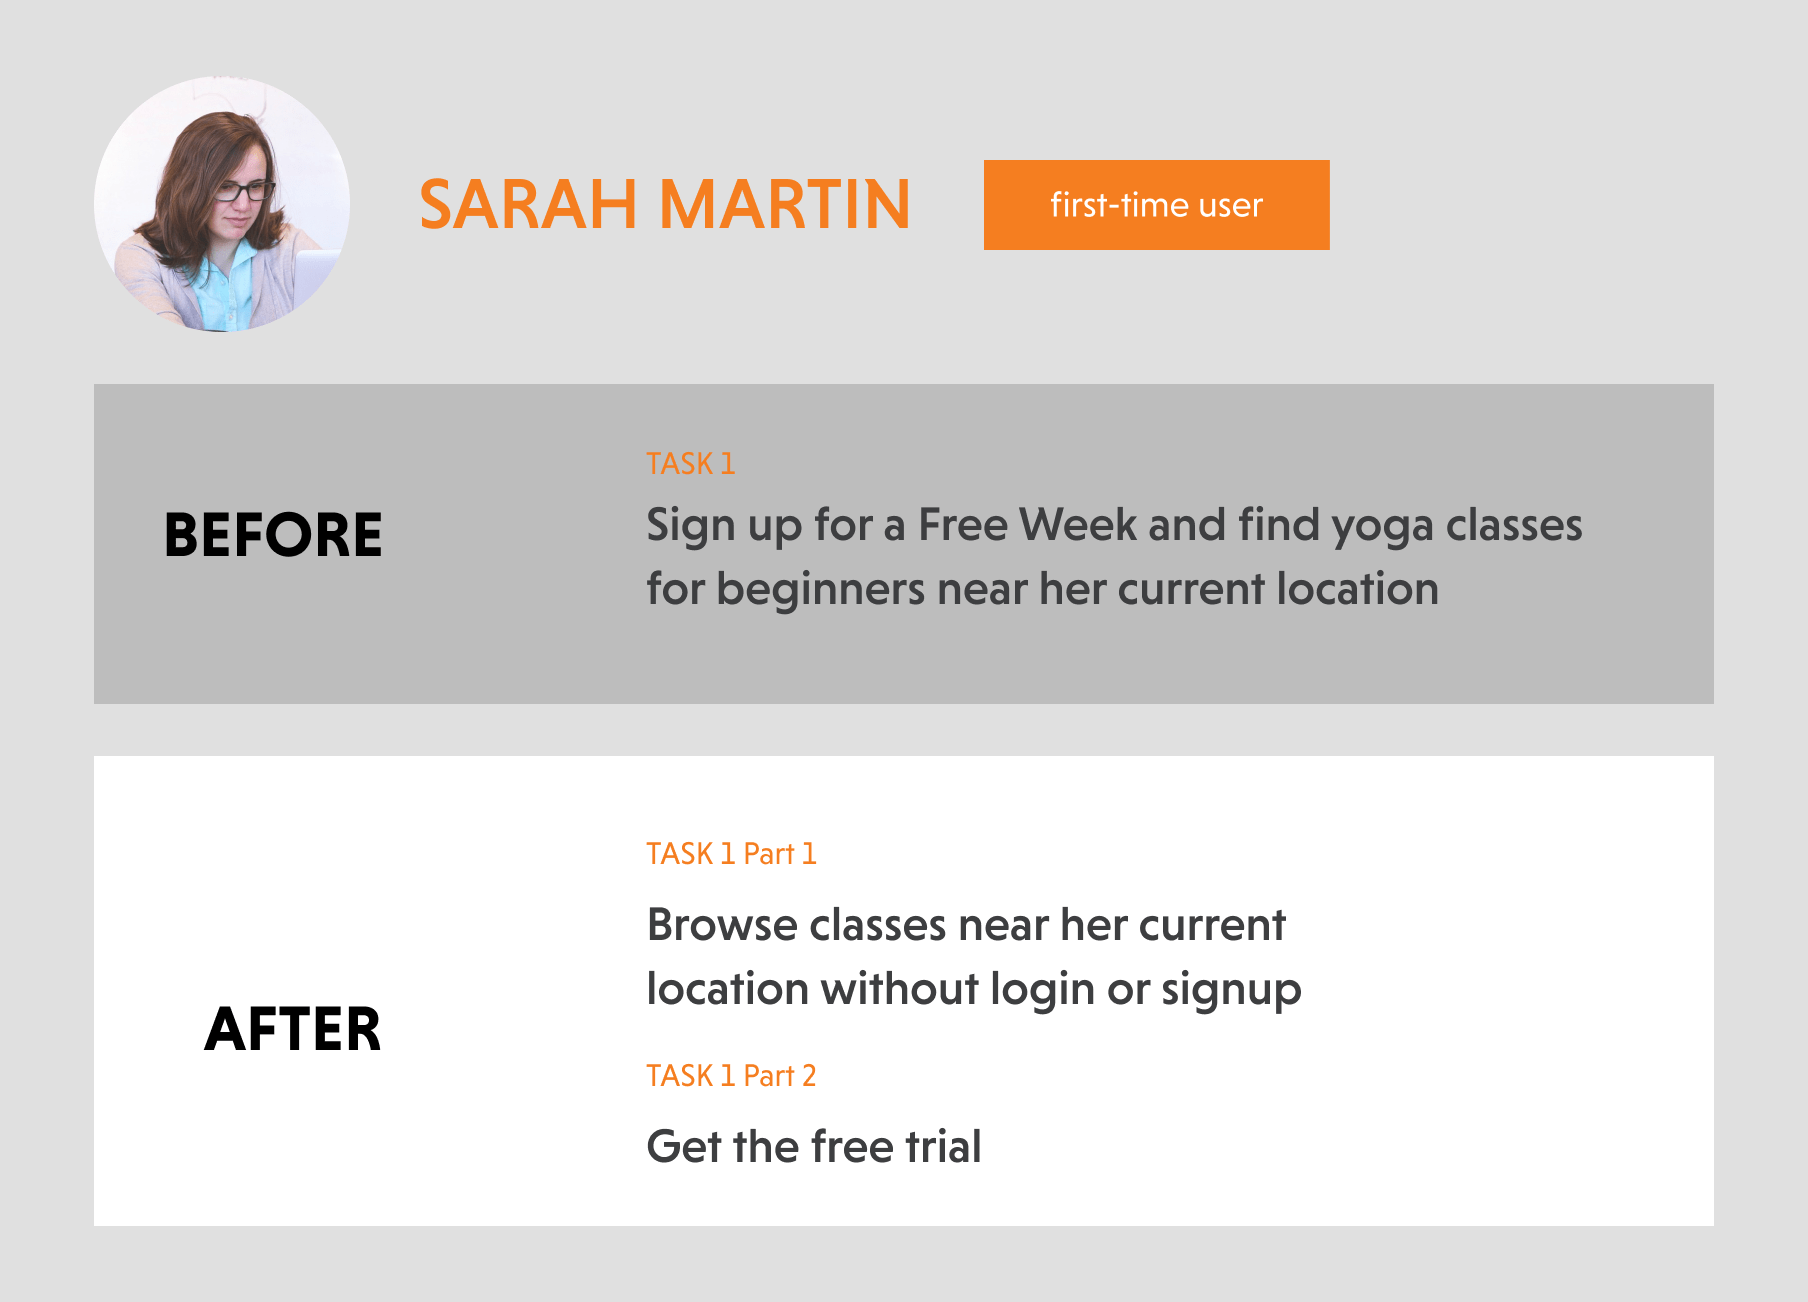 SARAH MARTIN
first-time user
BEFORE
TASK 1
Sign up for a Free Week and find yoga classes
for beginners near her current location
AFTER
TASK 1 Part 1
Browse classes near her current
location without login or signup
TASK 1 Part 2
Get the free trial